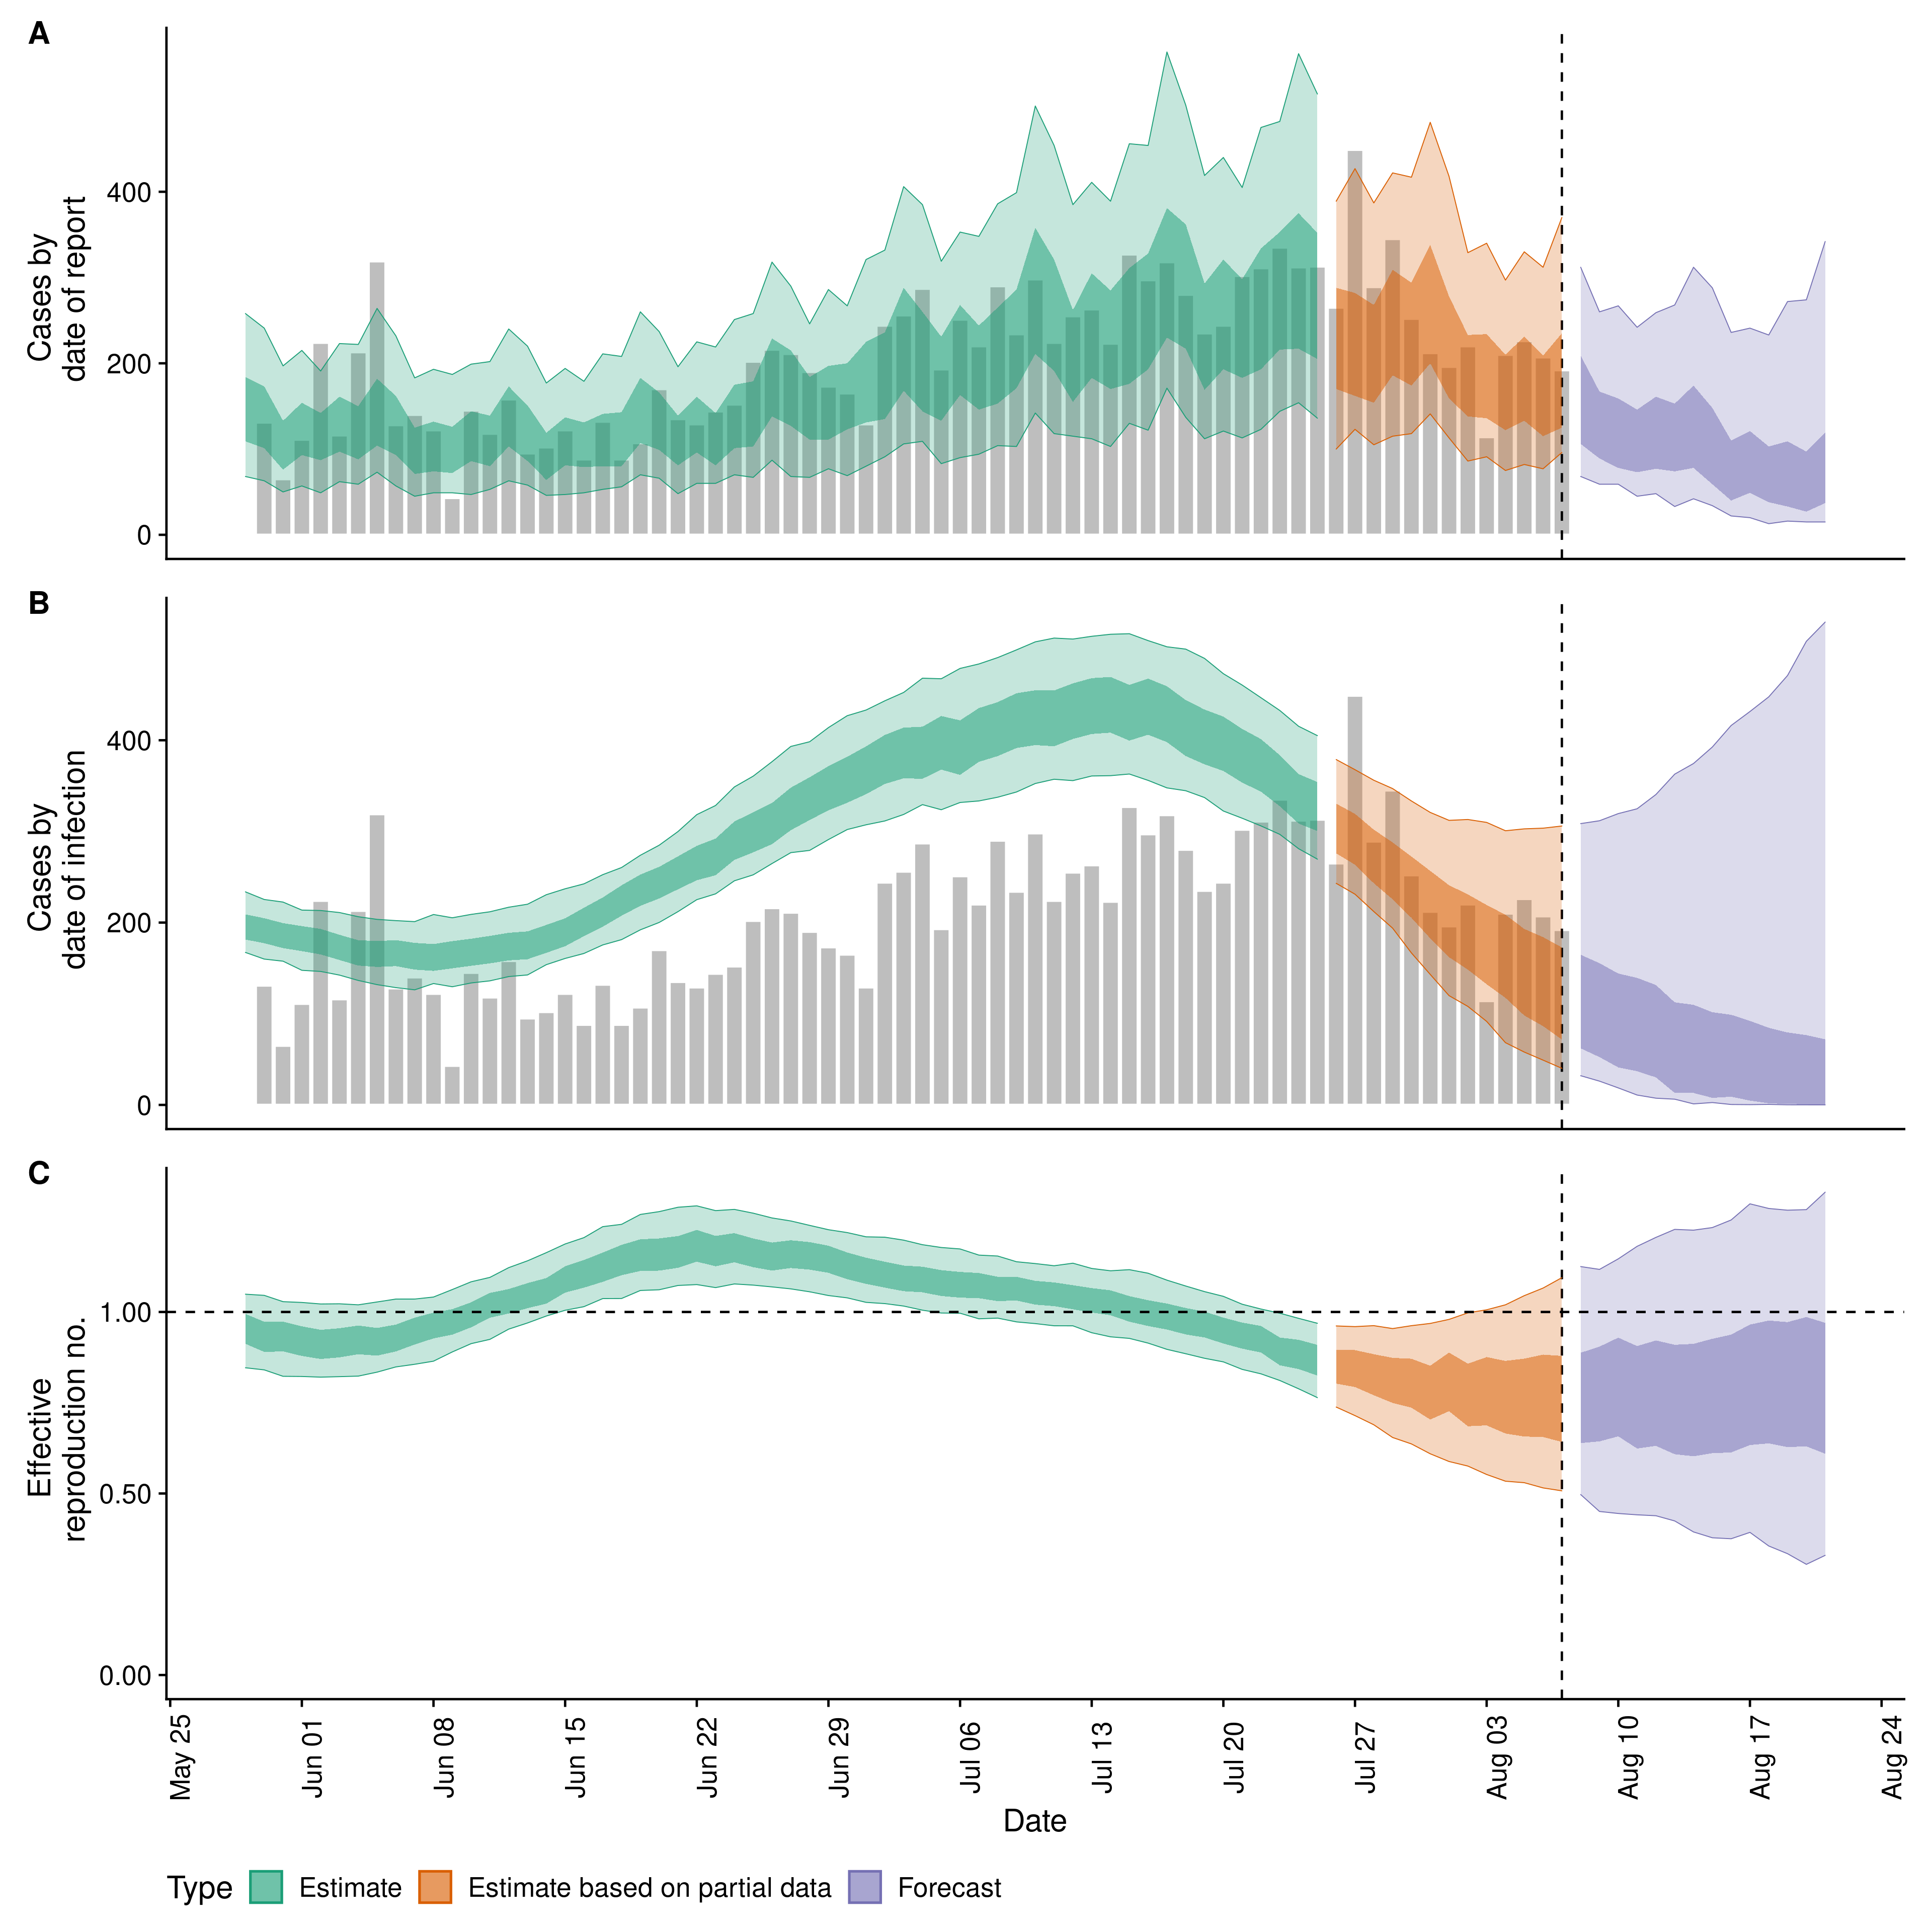 A
Cases by
date of report
400
200
0
B
Cases by
date of infection
400
200
0
C
Effective
reproduction no.
1.00
0.50
0.00
May 25
Jun 01
Jun 08
Jun 15
Jun 22
Jun 29
Jul 06
Jul 13
Jul 20
Jul 27
Aug 03
Aug 10
Aug 17
Aug 24
Date
Type Estimate Estimate based on partial data Forecast